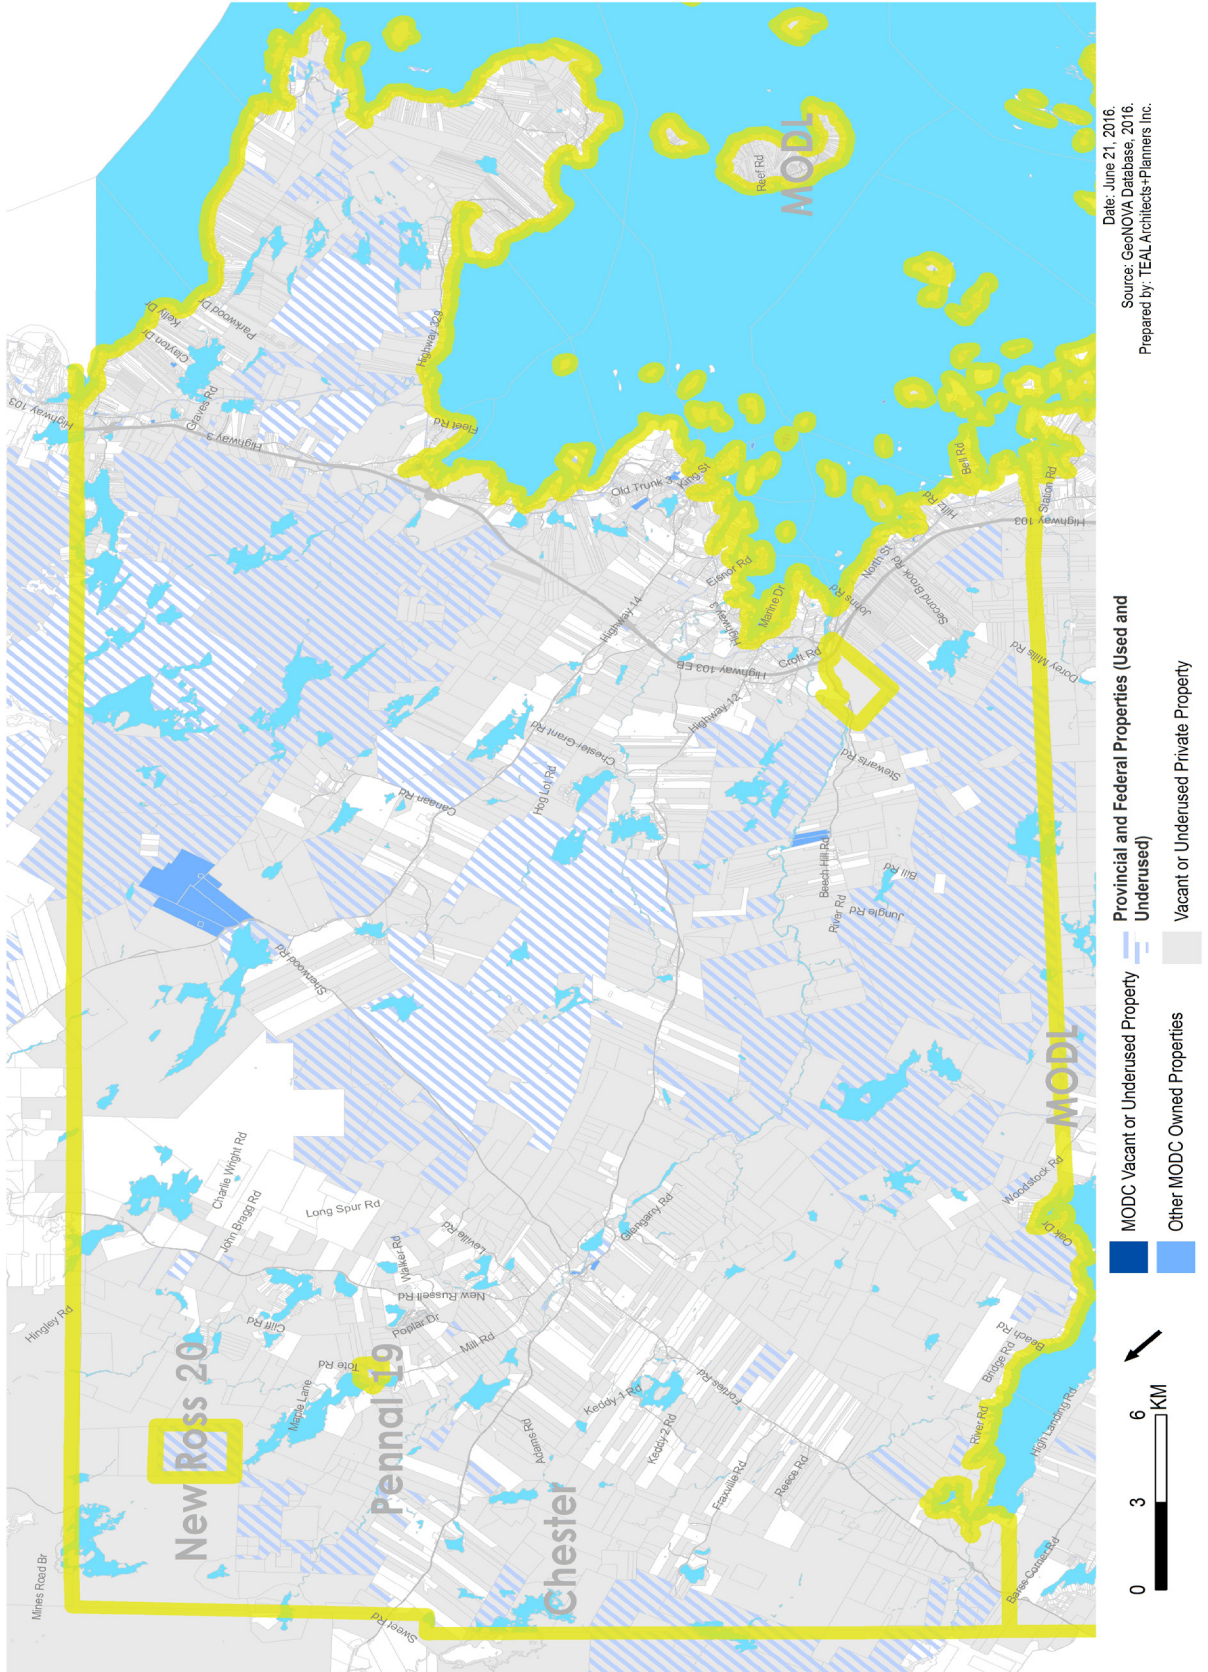 Highway 103
Kelly Dr
Clayton Dr
Parkwood Dr
Graves Rd
Highway 3
Highway 329
Fleet Rd
Reef Rd
MODL
Old Trunk 3
King St
Highway 14
Eisnor Rd
Highway 3
Marine Dr
Highway 103 EB
Croft Rd
Johns Rd
North St
Hiltz Rd
Bell Rd
Station Rd
Highway 103
Second Brook Rd
Dorey Mills Rd
Highway 12
Chester Grant Rd
Stewarts Rd
Hog Lot Rd
Canaan Rd
Beech Hill Rd
Bill Rd
River Rd
Jungle Rd
Sherwood Rd
MODL
Charlie Wright Rd
Long Spur Rd
John Bragg Rd
Leville Rd
Glengarry Rd
Woodstock Rd
Oak Dr
Walker Rd
New Russell Rd
Hingley Rd
Cliff Rd
Poplar Dr
Mill Rd
Tote Rd
Maple Lane
New Ross 20
Pennal 19
Chester
Adams Rd
Keddy 1 Rd
Keddy 2 Rd
Forties Rd
Fraxville Rd
Reece Rd
Beach Rd
Bridge Rd
River Rd
High Landing Rd
Barss Corner Rd
Mines Road Br
Sweet Rd
0 3 6
KM
MODC Vacant or Underused Property
Other MODC Owned Properties
Provincial and Federal Properties (Used and
Underused)
Vacant or Underused Private Property
Date: June 21, 2016.
Source: GeoNOVA Database, 2016.
Prepared by: TEAL Architects+Planners Inc.